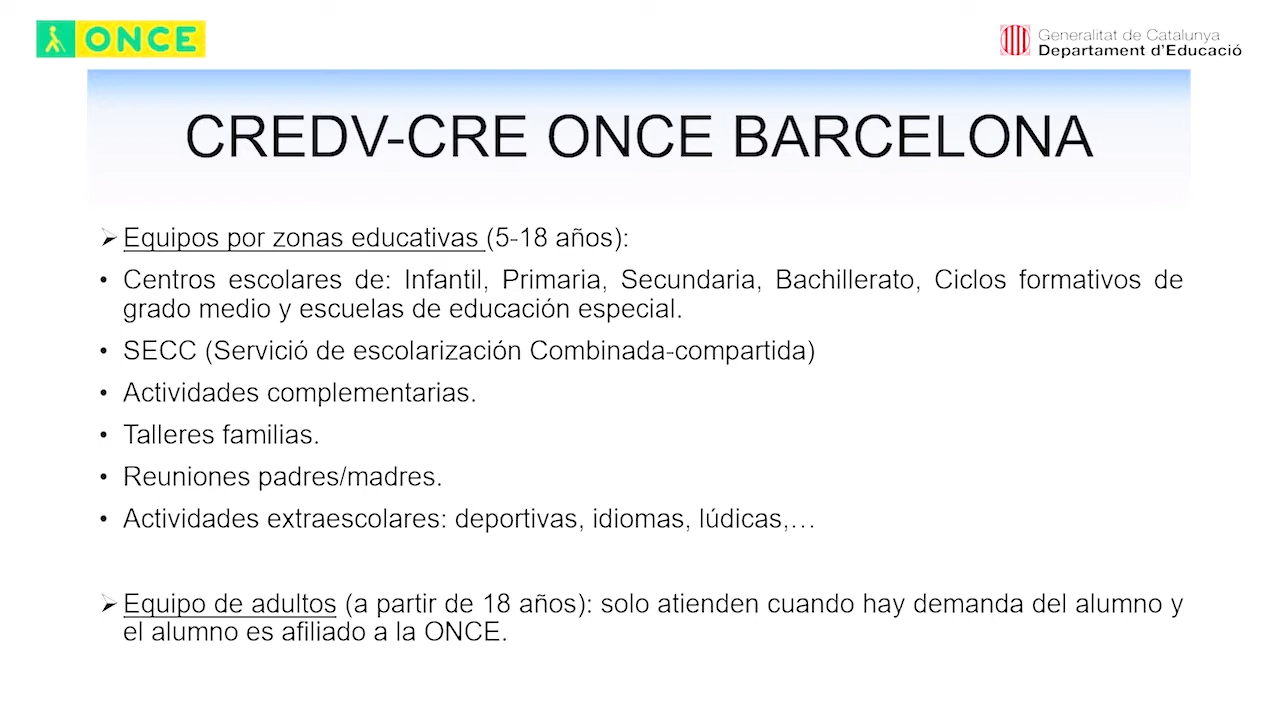 ONCE
Generalitat de Catalunya
Departament d'Educació
CREDV-CRE ONCE BARCELONA
➢ Equipos por zonas educativas (5-18 años):
• Centros escolares de: Infantil, Primaria, Secundaria, Bachillerato, Ciclos formativos de
grado medio y escuelas de educación especial.
• SECC (Servició de escolarización Combinada-compartida)
• Actividades complementarias.
• Talleres familias.
• Reuniones padres/madres.
• Actividades extraescolares: deportivas, idiomas, lúdicas,…
➢ Equipo de adultos (a partir de 18 años): solo atienden cuando hay demanda del alumno y
el alumno es afiliado a la ONCE.